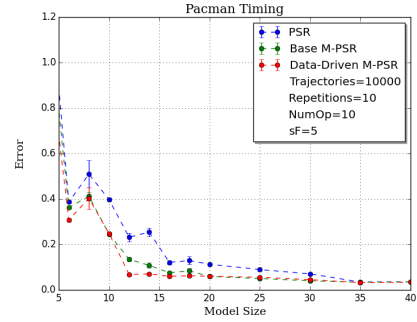 Pacman Timing
1.2
1.0
0.8
0.6
0.4
0.2
0.0
Error
PSR
Base M-PSR
Data-Driven M-PSR
Trajectories=10000
Repetitions=10
NumOp=10
sF=5
5 10 15 20 25 30 35 40
Model Size